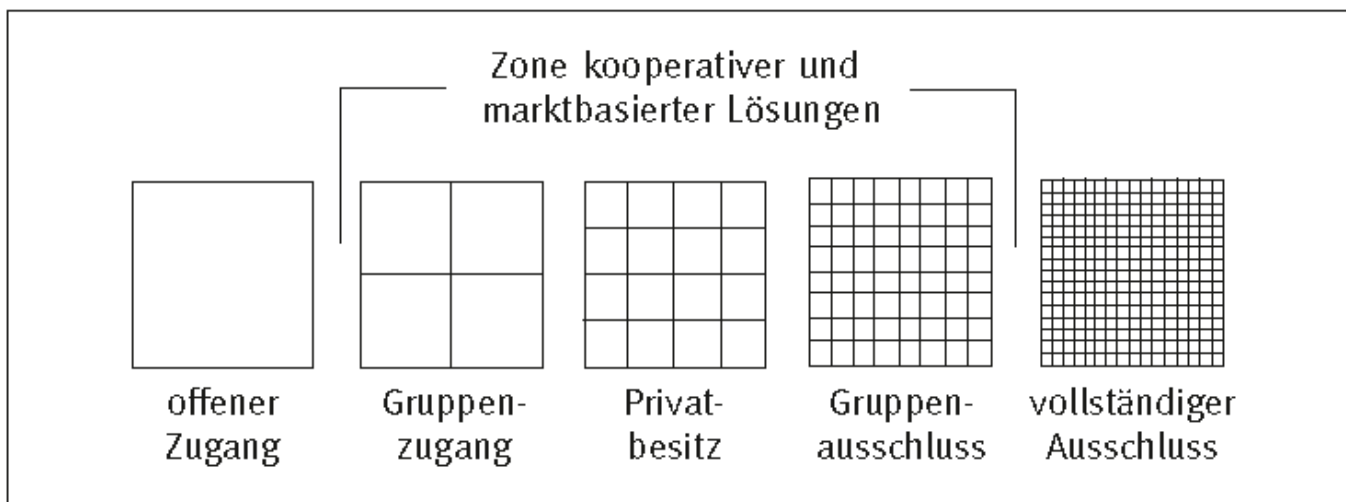 Zone kooperativer und
marktbasierter Lösungen
offener
Zugang
Gruppen-
zugang
Privat-
besitz
Gruppen-
ausschluss
vollständiger
Ausschluss